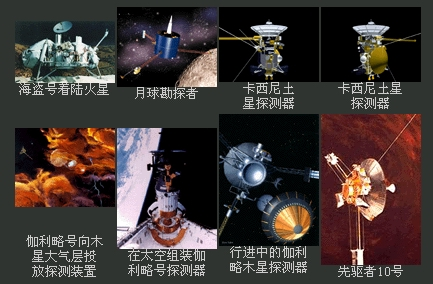 海盗号着陆火星
月球勘探者
卡西尼土
星探测器
卡西尼土星
探测器
伽利略号向木
星大气层投
放探测装置
在太空组装伽
利略号探测器
行进中的伽利
略木星探测器
先驱者10号